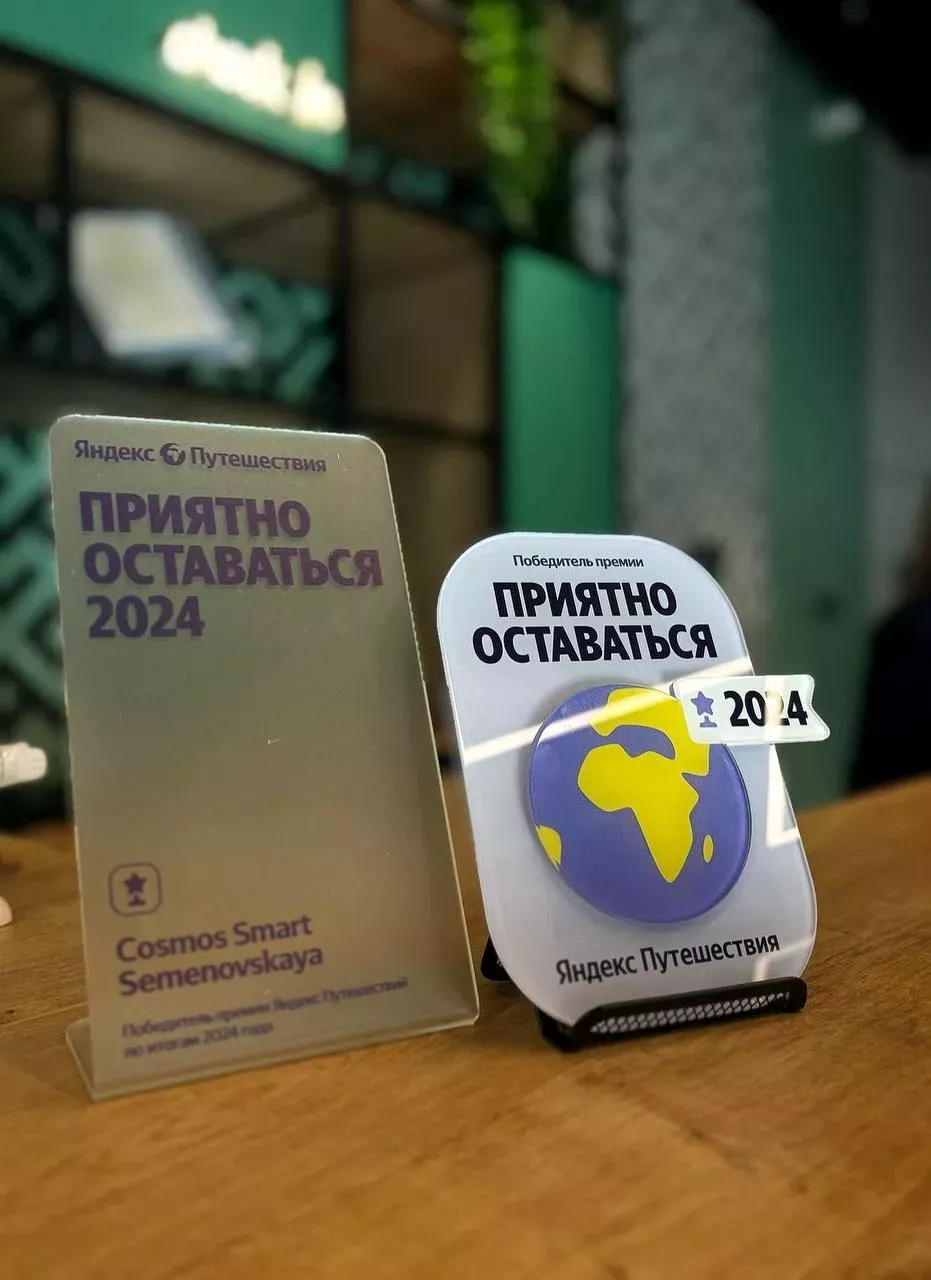 Яндекс Путешествия
ПРИЯТНО
ОСТАВАТЬСЯ
2024
Cosmos Smart
Semenovskaya
Победитель премии Яндекс Путешествий
по итогам 2024 года
Победитель премии
ПРИЯТНО
ОСТАВАТЬСЯ
2024
Яндекс Путешествия